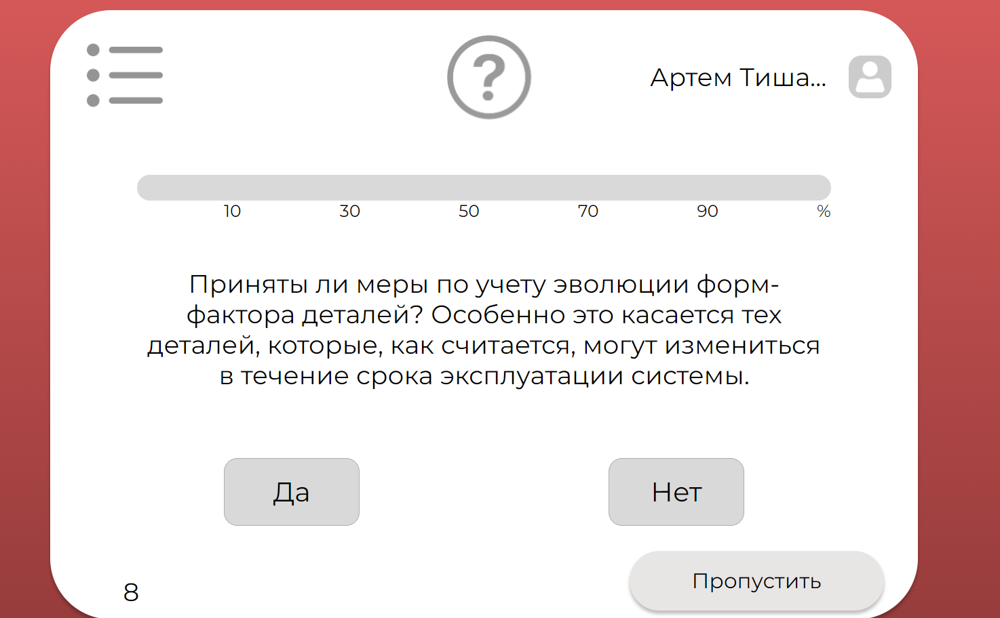 ?
Артем Тиша...
10 30 50 70 90 %
Приняты ли меры по учету эволюции форм-
фактора деталей? Особенно это касается тех
деталей, которые, как считается, могут измениться
в течение срока эксплуатации системы.
Да
Нет
Пропустить
8